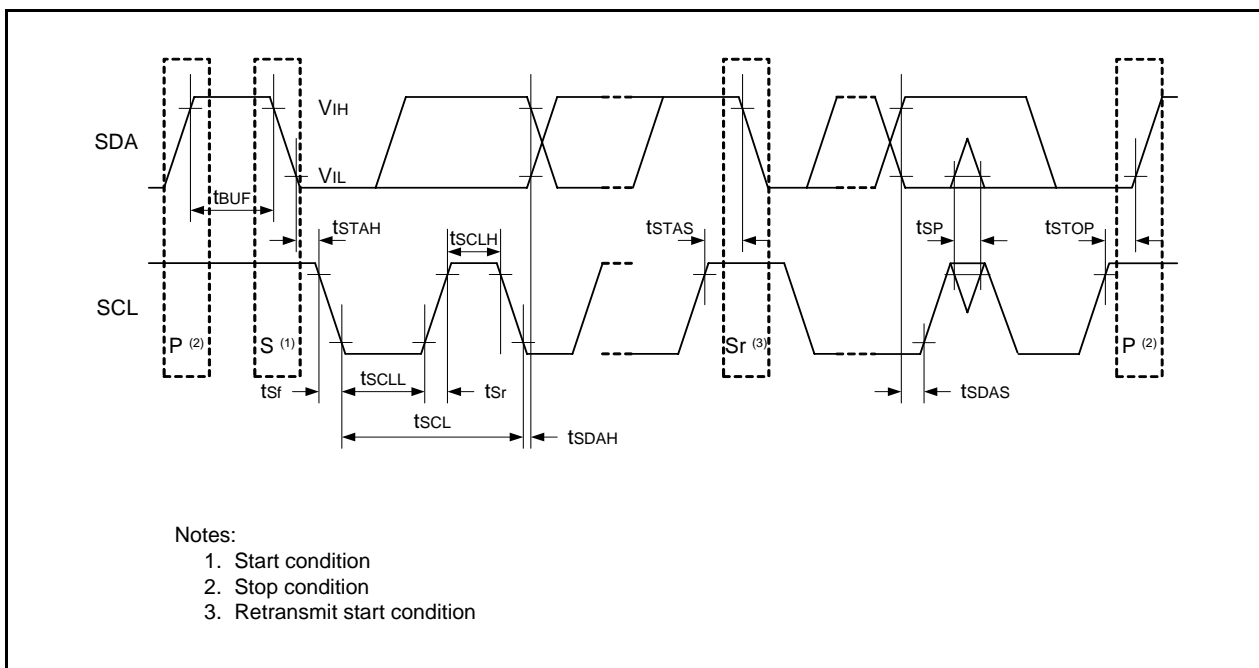 VIH
SDA
VIL
tBUF
tSTAH
tSCLH
tSTAS
tSP
tSTOP
SCL
P (2)
S (1)
Sr (3)
P (2)
tSf
tSCLL
tSr
tSDAS
tSCL
tSDAH
Notes:
1. Start condition
2. Stop condition
3. Retransmit start condition